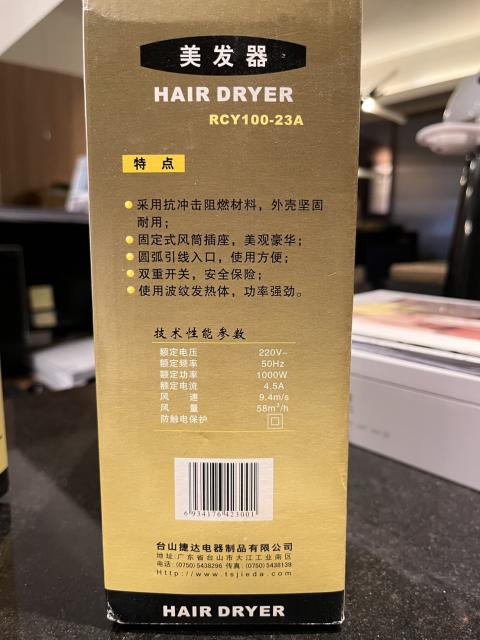 美发器
HAIR DRYER
RCY100-23A
特 点
采用抗冲击阻燃材料，外壳坚固
耐用；
固定式风筒插座，美观豪华；
圆弧引线入口，使用方便；
双重开关，安全保险；
使用波纹发热体，功率强劲。
技术性能参数
额定电压 220V~
额定频率 50Hz
额定功率 1000W
额定电流 4.5A
风 速 9.4m/s
风 量 58m³/h
防触电保护
6 934176 423001
台山捷达电器制品有限公司
地址:广东省台山市大江工业南区
电话:(0750)5438296 传真:(0750)5438139
Http://www.tsjieda.com
HAIR DRYER